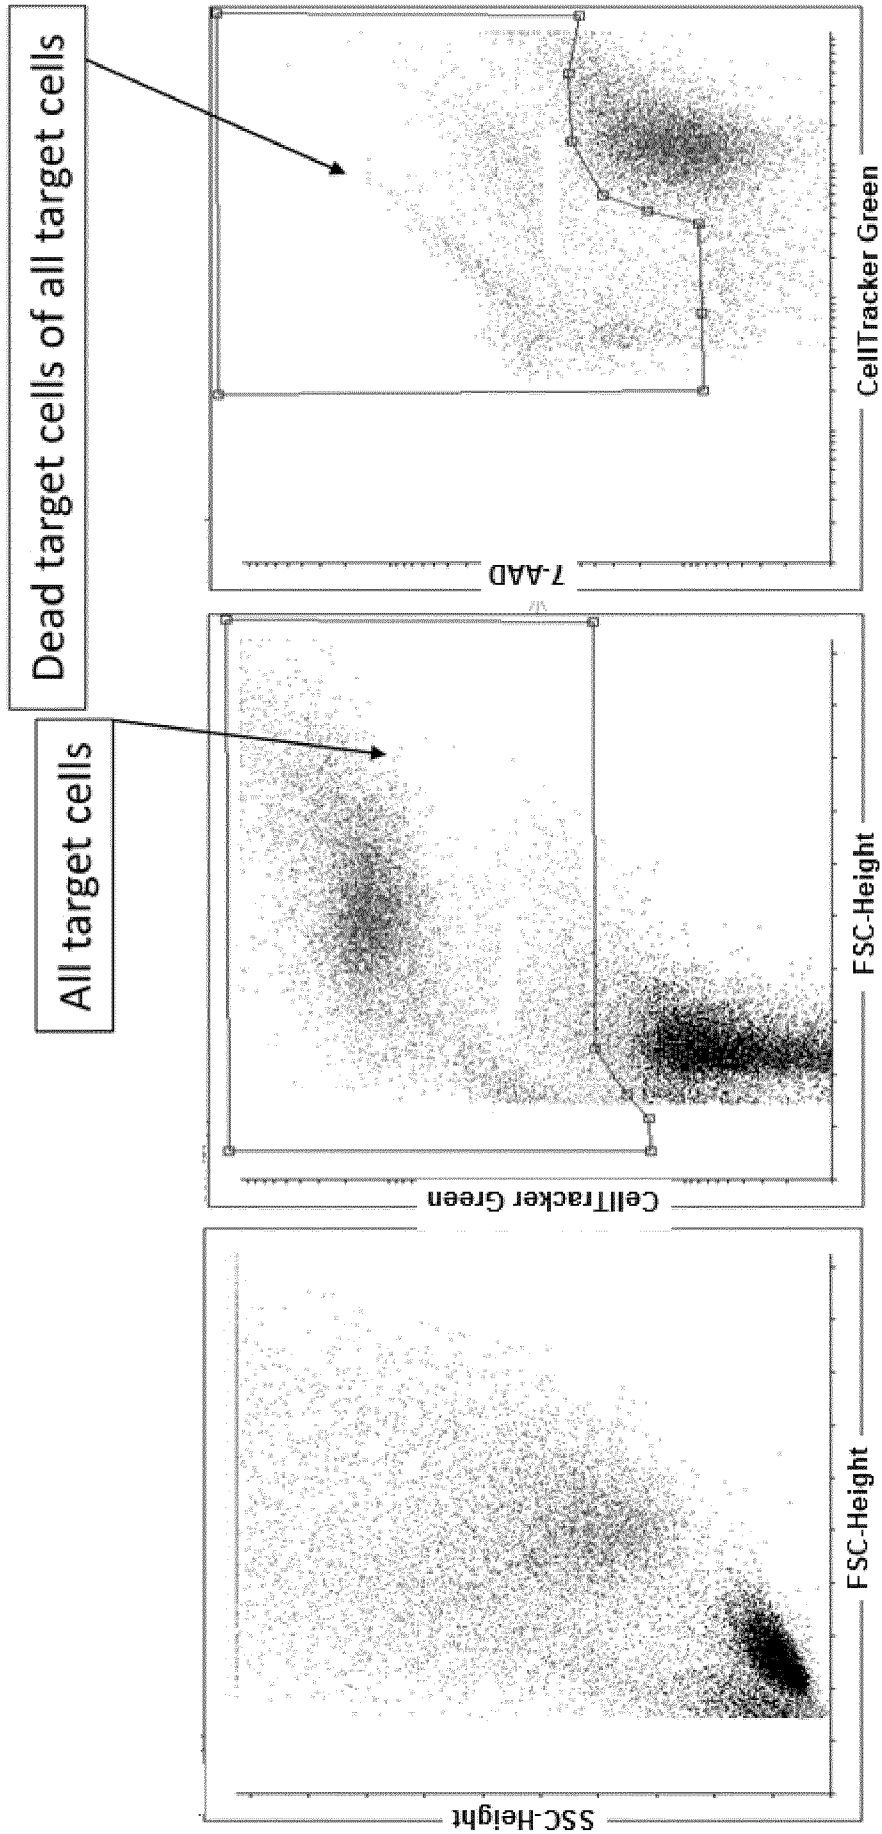 Dead target cells of all target cells
All target cells
SSC-Height
FSC-Height
CellTracker Green
FSC-Height
7-AAD
CellTracker Green